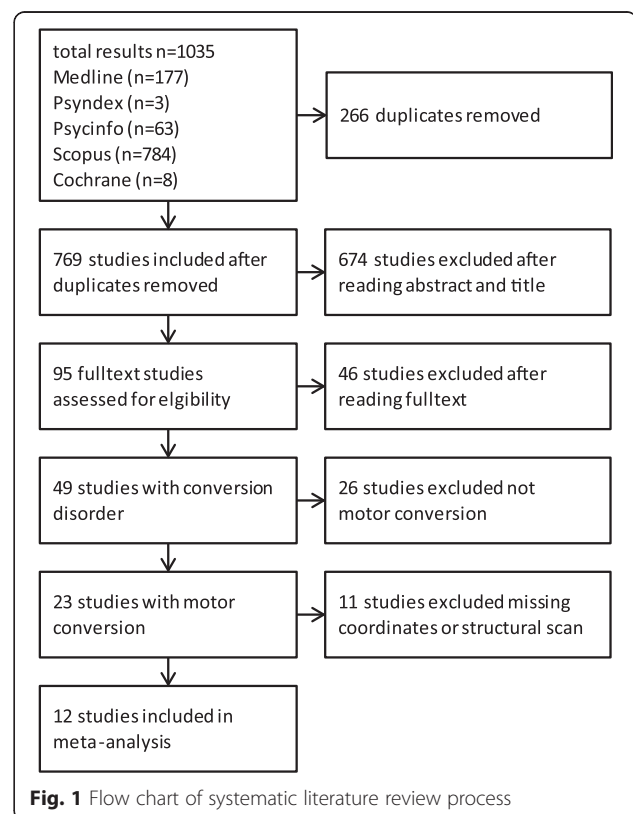 total results n=1035
Medline (n=177)
Psyndex (n=3)
Psycinfo (n=63)
Scopus (n=784)
Cochrane (n=8)
266 duplicates removed
769 studies included after
duplicates removed
674 studies excluded after
reading abstract and title
95 fulltext studies
assessed for elgibility
46 studies excluded after
reading fulltext
49 studies with conversion
disorder
26 studies excluded not
motor conversion
23 studies with motor
conversion
11 studies excluded missing
coordinates or structural scan
12 studies included in
meta-analysis
Fig. 1 Flow chart of systematic literature review process